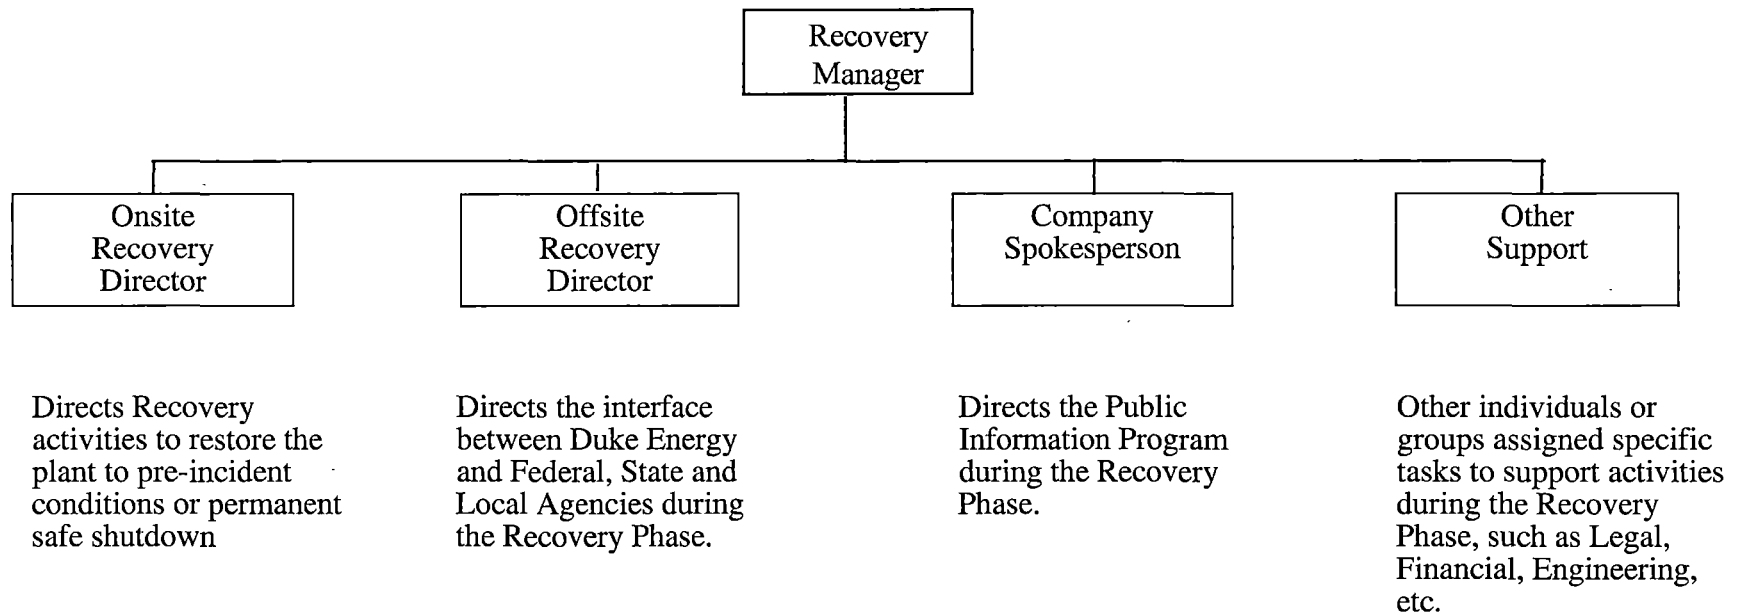 Recovery
Manager
Onsite
Recovery
Director
Offsite
Recovery
Director
Company
Spokesperson
Other
Support
Directs Recovery
activities to restore the
plant to pre-incident
conditions or permanent
safe shutdown
Directs the interface
between Duke Energy
and Federal, State and
Local Agencies during
the Recovery Phase.
Directs the Public
Information Program
during the Recovery
Phase.
Other individuals or
groups assigned specific
tasks to support activities
during the Recovery
Phase, such as Legal,
Financial, Engineering,
etc.